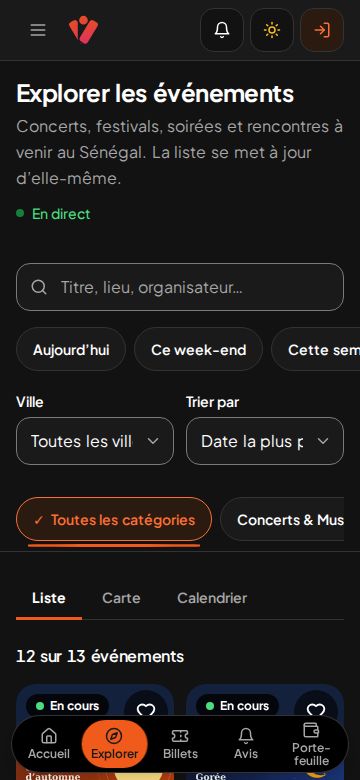 Explorer les événements
Concerts, festivals, soirées et rencontres à
venir au Sénégal. La liste se met à jour
d’elle-même.
En direct
Titre, lieu, organisateur…
Aujourd’hui
Ce week-end
Cette sem
Ville
Trier par
Toutes les vill
Date la plus p
✓ Toutes les catégories
Concerts & Mus
Liste
Carte
Calendrier
12 sur 13 événements
En cours
En cours
d’automne
Gorée
Accueil
Explorer
Billets
Avis
Porte-
feuille